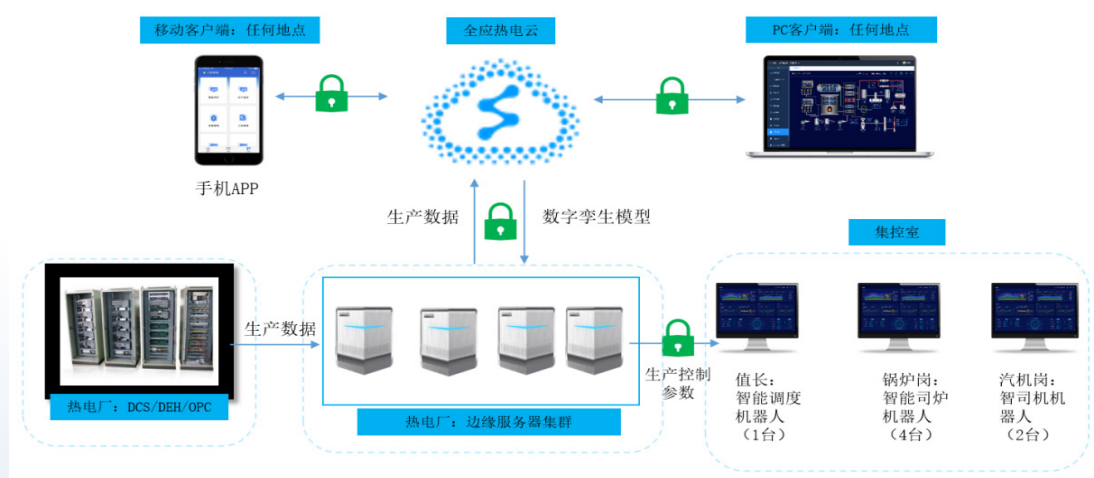 移动客户端：任何地点
全应热电云
PC客户端：任何地点
手机APP
生产数据
数字孪生模型
集控室
生产数据
生产控制
参数
热电厂：DCS/DEH/OPC
热电厂：边缘服务器集群
值长：
智能调度
机器人
（1台）
锅炉岗：
智能司炉
机器人
（4台）
汽机岗：
智司机机
器人
（2台）